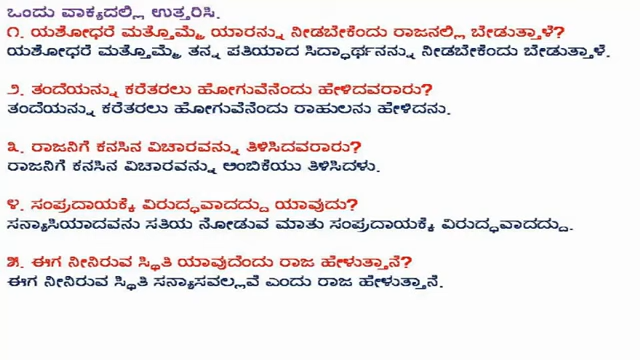 ಒಂದು ವಾಕ್ಯದಲ್ಲಿ ಉತ್ತರಿಸಿ.
೧. ಯಶೋಧರೆ ಮತ್ತೊಮ್ಮೆ ಯಾರನ್ನು ನೀಡಬೇಕೆಂದು ರಾಜನಲ್ಲಿ ಬೇಡುತ್ತಾಳೆ?
ಯಶೋಧರೆ ಮತ್ತೊಮ್ಮೆ ತನ್ನ ಪತಿಯಾದ ಸಿದ್ಧಾರ್ಥನನ್ನು ನೀಡಬೇಕೆಂದು ಬೇಡುತ್ತಾಳೆ.
೨. ತಂದೆಯನ್ನು ಕರೆತರಲು ಹೋಗುವೆನೆಂದು ಹೇಳಿದವರಾರು?
ತಂದೆಯನ್ನು ಕರೆತರಲು ಹೋಗುವೆನೆಂದು ರಾಹುಲನು ಹೇಳಿದನು.
೩. ರಾಜನಿಗೆ ಕನಸಿನ ವಿಚಾರವನ್ನು ತಿಳಿಸಿದವರಾರು?
ರಾಜನಿಗೆ ಕನಸಿನ ವಿಚಾರವನ್ನು ಅಂಬಿಕೆಯು ತಿಳಿಸಿದಳು.
೪. ಸಂಪ್ರದಾಯಕ್ಕೆ ವಿರುದ್ಧವಾದದ್ದು ಯಾವುದು?
ಸನ್ಯಾಸಿಯಾದವನು ಸತಿಯ ನೋಡುವ ಮಾತು ಸಂಪ್ರದಾಯಕ್ಕೆ ವಿರುದ್ಧವಾದದ್ದು.
೫. ಈಗ ನೀನಿರುವ ಸ್ಥಿತಿ ಯಾವುದೆಂದು ರಾಜ ಹೇಳುತ್ತಾನೆ?
ಈಗ ನೀನಿರುವ ಸ್ಥಿತಿ ಸನ್ಯಾಸವಲ್ಲವೆ ಎಂದು ರಾಜ ಹೇಳುತ್ತಾನೆ.